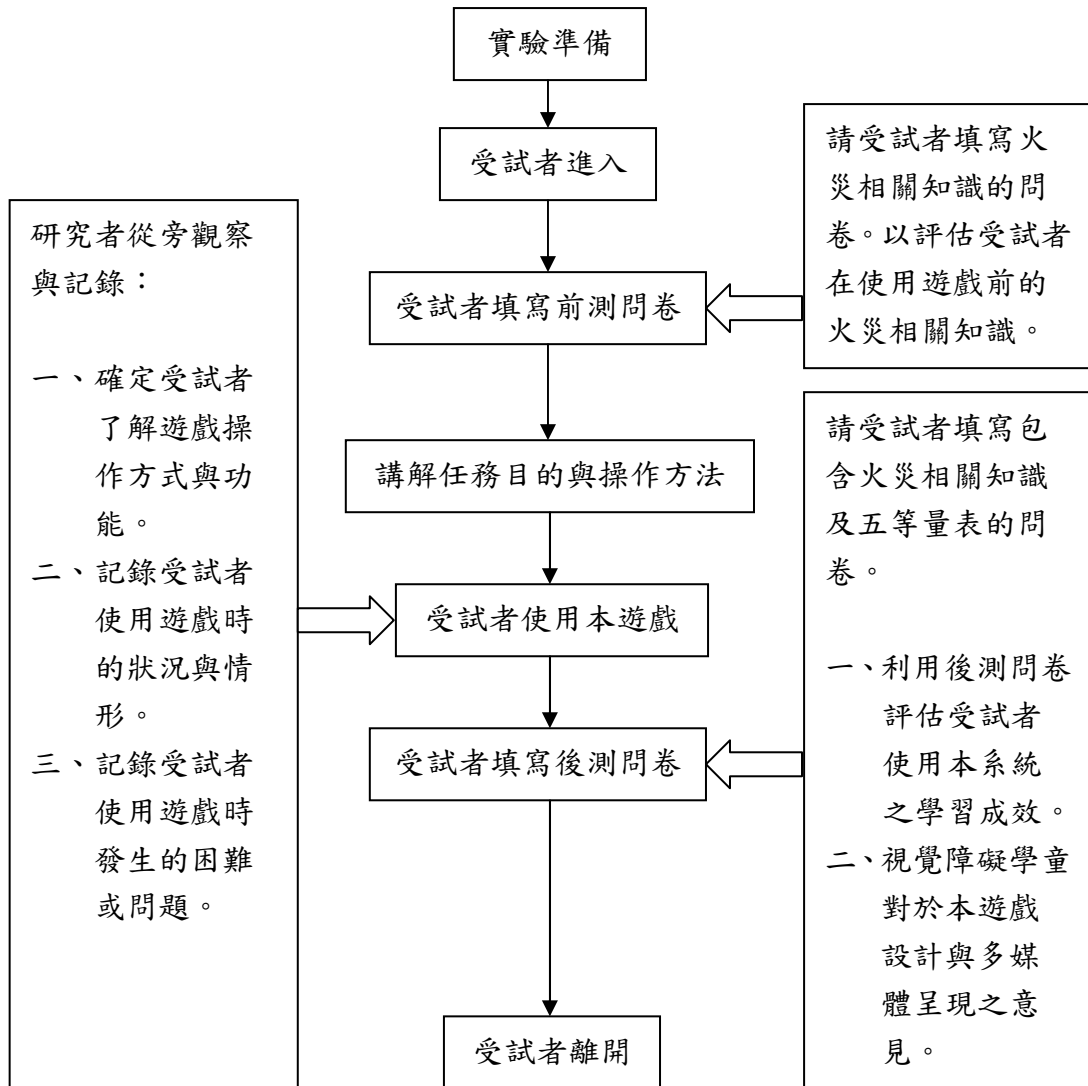 實驗準備
受試者進入
受試者填寫前測問卷
講解任務目的與操作方法
受試者使用本遊戲
受試者填寫後測問卷
受試者離開
研究者從旁觀察
與記錄：
一、確定受試者
了解遊戲操
作方式與功
能。
二、記錄受試者
使用遊戲時
的狀況與情
形。
三、記錄受試者
使用遊戲時
發生的困難
或問題。
請受試者填寫火
災相關知識的問
卷。以評估受試者
在使用遊戲前的
火災相關知識。
請受試者填寫包
含火災相關知識
及五等量表的問
卷。
一、利用後測問卷
評估受試者
使用本系統
之學習成效。
二、視覺障礙學童
對於本遊戲
設計與多媒
體呈現之意
見。